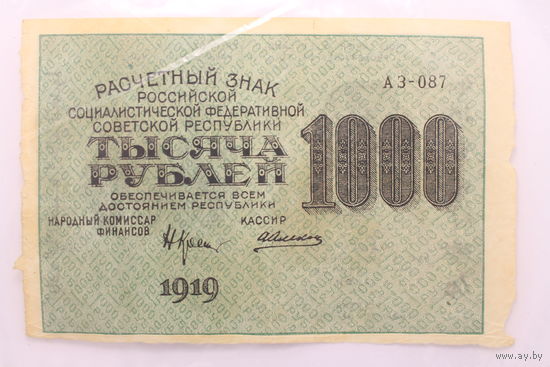 РАСЧЕТНЫЙ ЗНАК
РОССИЙСКОЙ
СОЦИАЛИСТИЧЕСКОЙ ФЕДЕРАТИВНОЙ
СОВЕТСКОЙ РЕСПУБЛИКИ
ТЫСЯЧА
РУБЛЕЙ
ОБЕСПЕЧИВАЕТСЯ ВСЕМ
ДОСТОЯНИЕМ РЕСПУБЛИКИ
НАРОДНЫЙ КОМИССАР
ФИНАНСОВ
КАССИР
1919
АЗ-087
1000
www.ay.by